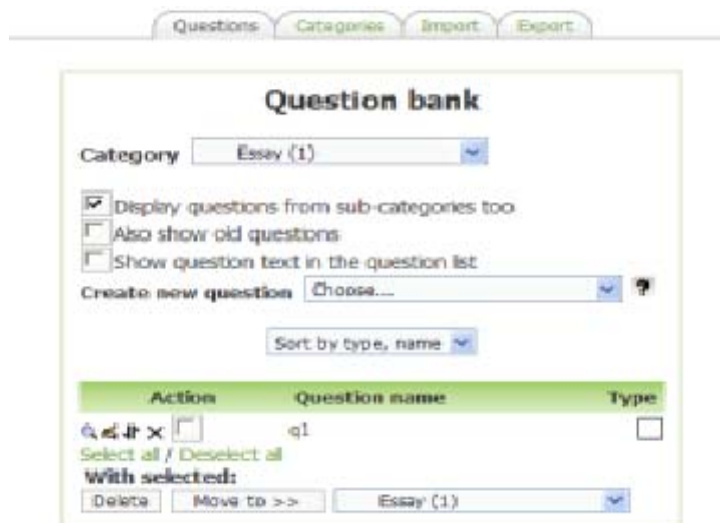 Questions Categories Import Export
Question bank
Category Essay (1)
Display questions from sub-categories too
Also show old questions
Show question text in the question list
Create new question Choose... ?
Sort by type, name
Action Question name Type
q1
Select all / Deselect all
With selected:
Delete Move to >> Essay (1)